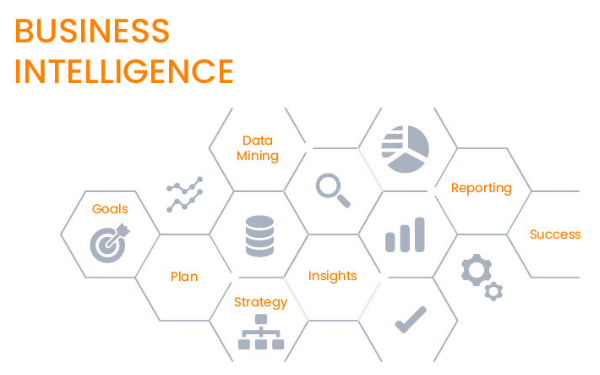 BUSINESS
INTELLIGENCE
Data
Mining
Reporting
Goals
Success
Plan
Insights
Strategy